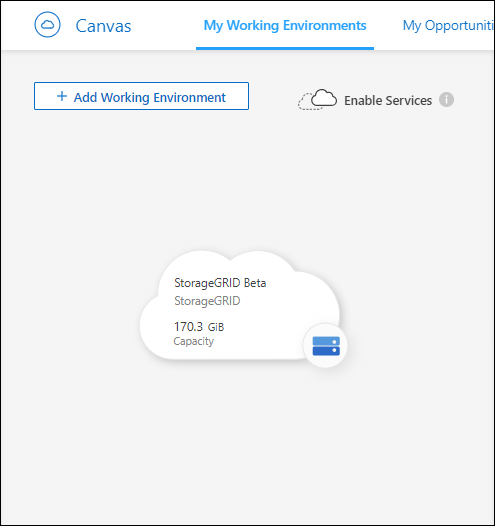 Canvas
My Working Environments
My Opportuniti
+ Add Working Environment
Enable Services
i
StorageGRID Beta
StorageGRID
170.3 GiB
Capacity